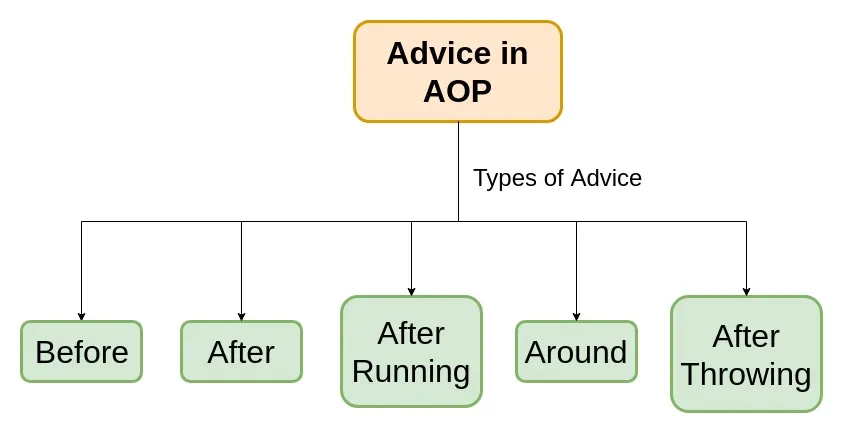 Advice in
AOP
Types of Advice
Before
After
After
Running
Around
After
Throwing